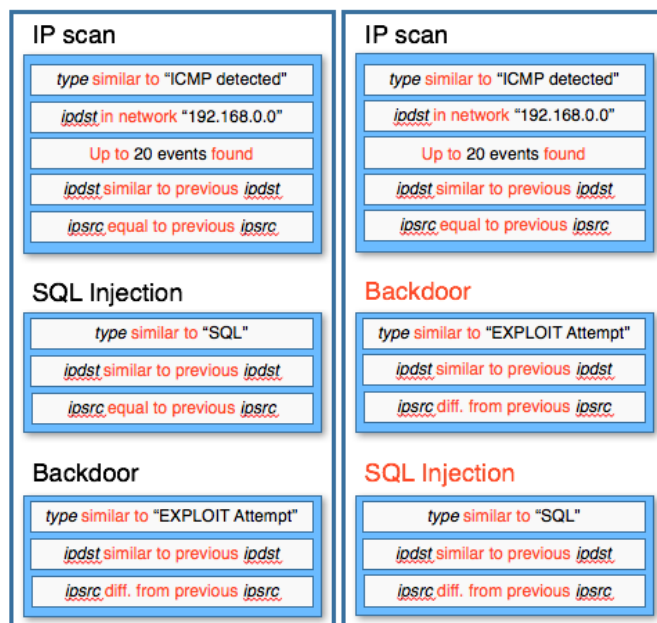 IP scan
type similar to “ICMP detected”
ipdst in network “192.168.0.0”
Up to 20 events found
ipdst similar to previous ipdst
ipsrc equal to previous ipsrc
SQL Injection
type similar to “SQL”
ipdst similar to previous ipdst
ipsrc equal to previous ipsrc
Backdoor
type similar to “EXPLOIT Attempt”
ipdst similar to previous ipdst
ipsrc diff. from previous ipsrc
IP scan
type similar to “ICMP detected”
ipdst in network “192.168.0.0”
Up to 20 events found
ipdst similar to previous ipdst
ipsrc equal to previous ipsrc
Backdoor
type similar to “EXPLOIT Attempt”
ipdst similar to previous ipdst
ipsrc diff. from previous ipsrc
SQL Injection
type similar to “SQL”
ipdst similar to previous ipdst
ipsrc diff. from previous ipsrc